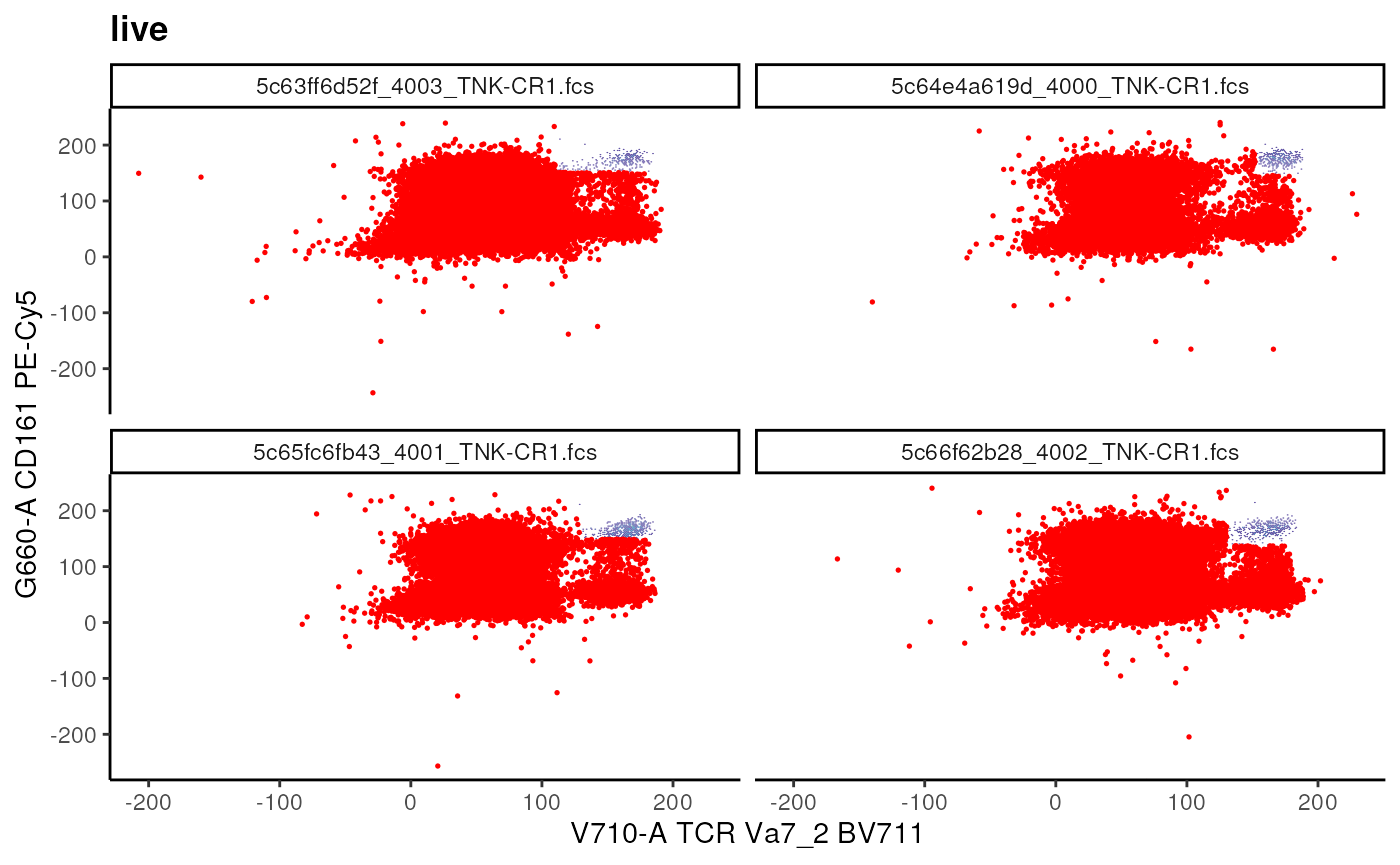 live
5c63ff6d52f_4003_TNK-CR1.fcs
5c64e4a619d_4000_TNK-CR1.fcs
200
100
0
-100
-200
5c65fc6fb43_4001_TNK-CR1.fcs
5c66f62b28_4002_TNK-CR1.fcs
200
100
0
-100
-200
-200 -100 0 100 200
-200 -100 0 100 200
G660-A CD161 PE-Cy5
V710-A TCR Va7_2 BV711